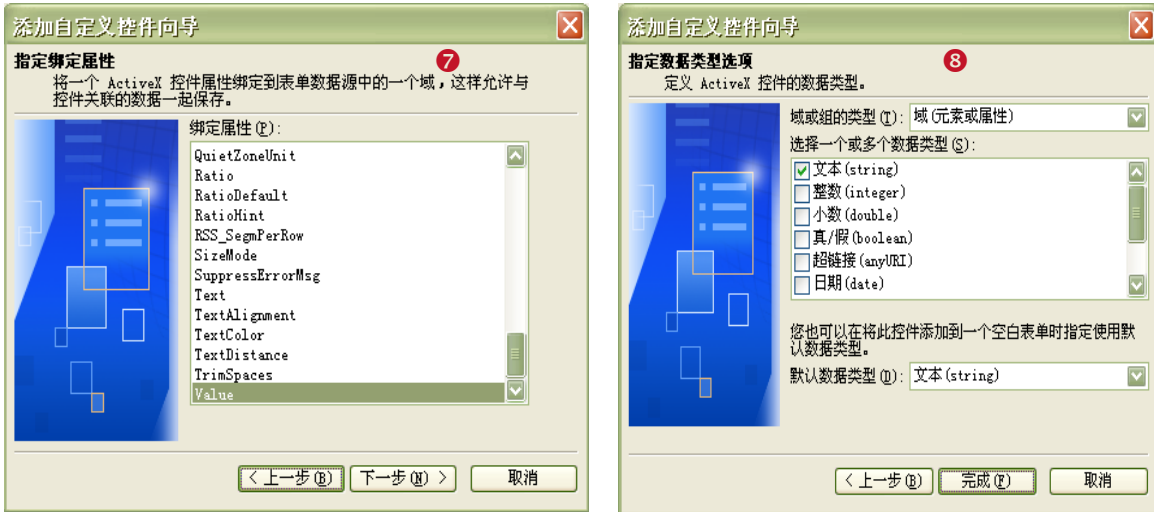 添加自定义控件向导
指定绑定属性
7
将一个 ActiveX 控件属性绑定到表单数据源中的一个域，这样允许与
控件关联的数据一起保存。
绑定属性(P):
QuietZoneUnit
Ratio
RatioDefault
RatioHint
RSS_SegmPerRow
SizeMode
SuppressErrorMsg
Text
TextAlignment
TextColor
TextDistance
TrimSpaces
Value
< 上一步(B)
下一步(N) >
取消
添加自定义控件向导
指定数据类型选项
8
定义 ActiveX 控件的数据类型。
域或组的类型(T): 域(元素或属性)
选择一个或多个数据类型(S):
文本(string)
整数(integer)
小数(double)
真/假(boolean)
超链接(anyURI)
日期(date)
您也可以在将此控件添加到一个空白表单时指定使用默
认数据类型。
默认数据类型(D): 文本(string)
< 上一步(B)
完成(F)
取消